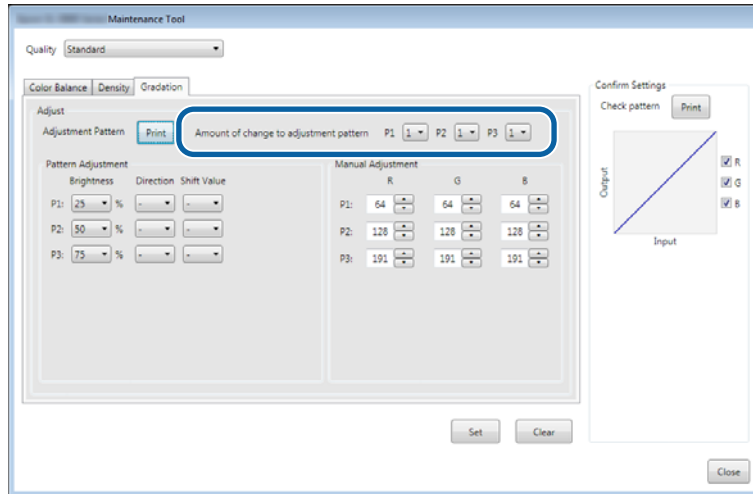 Maintenance Tool
Quality Standard
Color Balance Density Gradation
Adjust
Adjustment Pattern Print Amount of change to adjustment pattern P1 1 P2 1 P3 1
Pattern Adjustment
Brightness Direction Shift Value
P1: 25 % - -
P2: 50 % - -
P3: 75 % - -
Manual Adjustment
R G B
P1: 64 64 64
P2: 128 128 128
P3: 191 191 191
Set Clear
Confirm Settings
Check pattern Print
Output
Input
R
G
B
Close